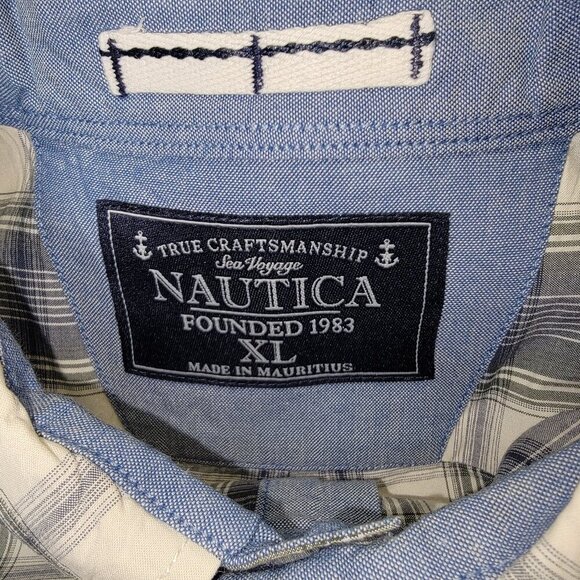 TRUE CRAFTSMANSHIP
Sea Voyage
NAUTICA
FOUNDED 1983
XL
MADE IN MAURITIUS